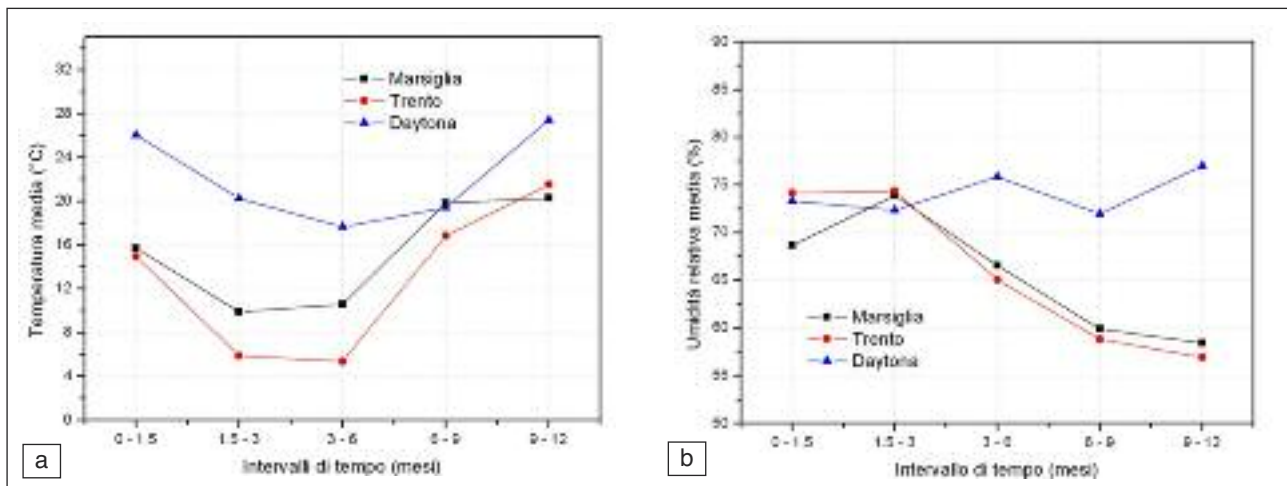 32
28
24
20
16
12
8
4
0
Temperatura media (°C)
Marsiglia
Trento
Daytona
0 - 1.5
1.5 - 3
3 - 6
6 - 9
9 - 12
Intervalli di tempo (mesi)
a
90
85
80
75
70
65
60
55
50
Umidità relativa media (%)
Marsiglia
Trento
Daytona
0 - 1.5
1.5 - 3
3 - 6
6 - 9
9 - 12
Intervallo di tempo (mesi)
b